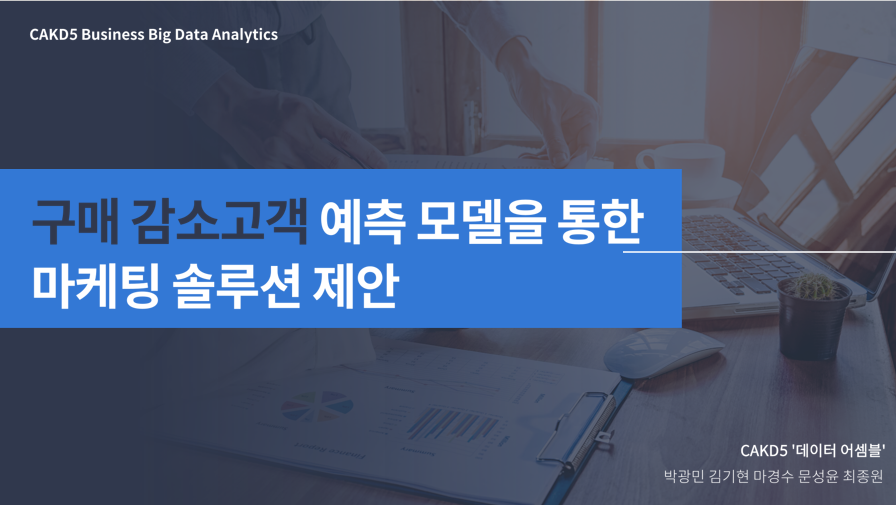 CAKD5 Business Big Data Analytics
구매 감소고객 예측 모델을 통한
마케팅 솔루션 제안
CAKD5 '데이터 어셈블'
박광민 김기현 마경수 문성윤 최종원